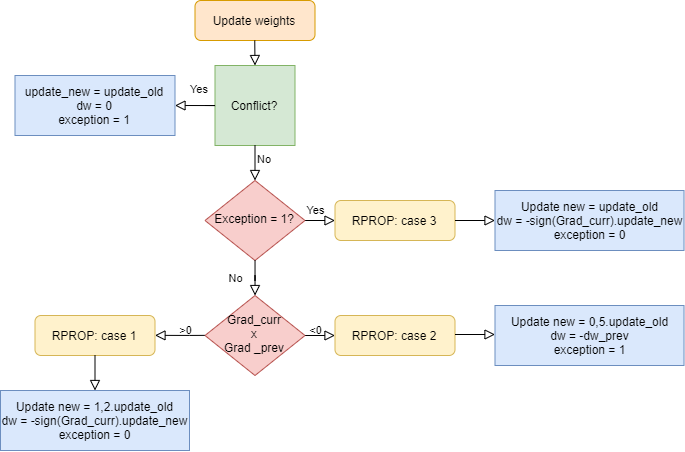 Update weights
Yes
update_new = update_old
dw = 0
exception = 1
Conflict?
No
Exception = 1?
Yes
RPROP: case 3
Update new = update_old
dw = -sign(Grad_curr).update_new
exception = 0
No
Grad_curr
x
Grad _prev
>0
<0
RPROP: case 1
RPROP: case 2
Update new = 0,5.update_old
dw = -dw_prev
exception = 1
Update new = 1,2.update_old
dw = -sign(Grad_curr).update_new
exception = 0